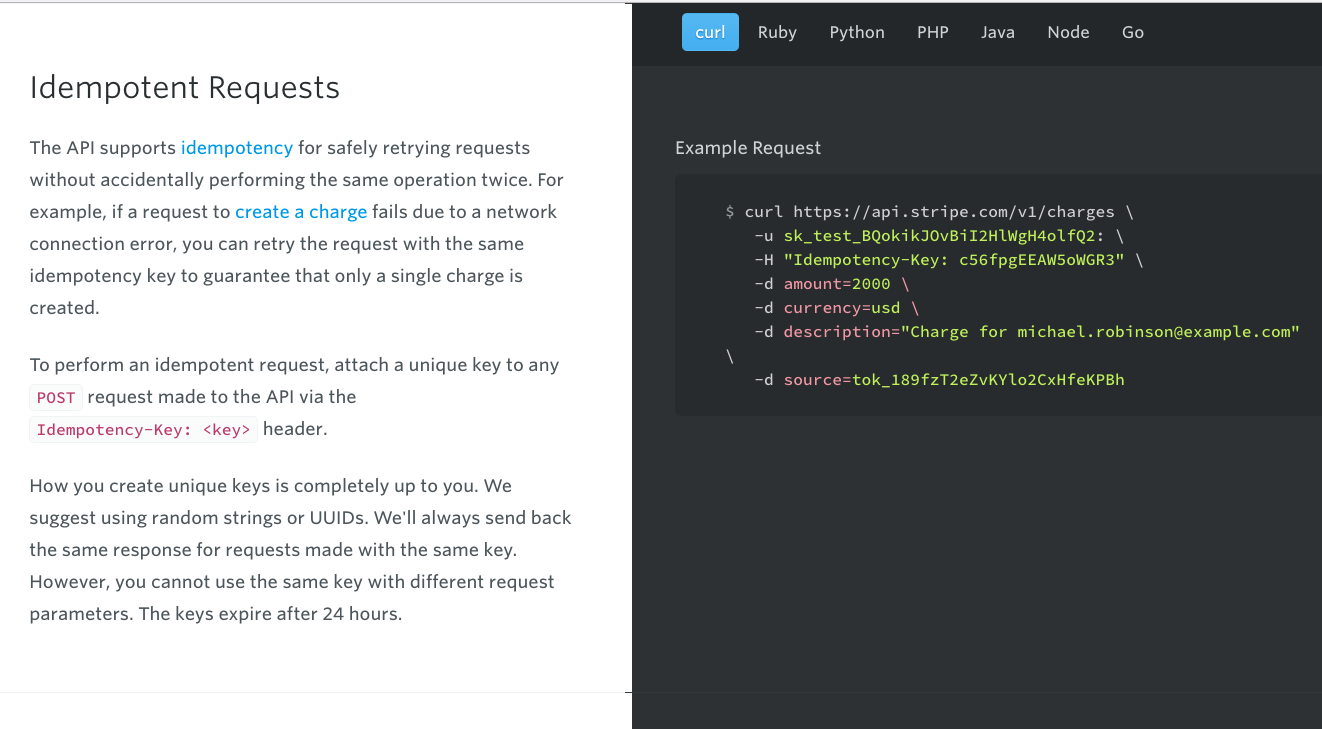 Idempotent Requests
The API supports idempotency for safely retrying requests
without accidentally performing the same operation twice. For
example, if a request to create a charge fails due to a network
connection error, you can retry the request with the same
idempotency key to guarantee that only a single charge is
created.
To perform an idempotent request, attach a unique key to any
POST request made to the API via the
Idempotency-Key: <key> header.
How you create unique keys is completely up to you. We
suggest using random strings or UUIDs. We'll always send back
the same response for requests made with the same key.
However, you cannot use the same key with different request
parameters. The keys expire after 24 hours.
curl Ruby Python PHP Java Node Go
Example Request
$ curl https://api.stripe.com/v1/charges \
-u sk_test_BQokikJOvBiI2HlWgH4olfQ2: \
-H "Idempotency-Key: c56fpgEEAW5oWGR3" \
-d amount=2000 \
-d currency=usd \
-d description="Charge for michael.robinson@example.com"
\
-d source=tok_189fzT2eZvKYlo2CxHfeKPBh